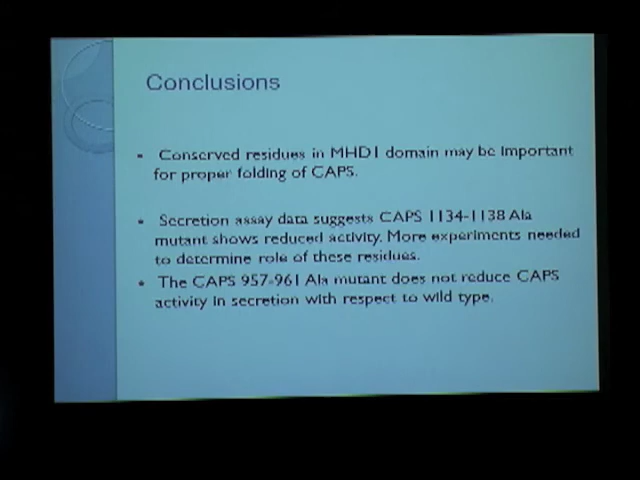 Conclusions
Conserved residues in MHD1 domain may be important
for proper folding of CAPS.
Secretion assay data suggests CAPS 1134-1138 Ala
mutant shows reduced activity. More experiments needed
to determine role of these residues.
The CAPS 957-961 Ala mutant does not reduce CAPS
activity in secretion with respect to wild type.